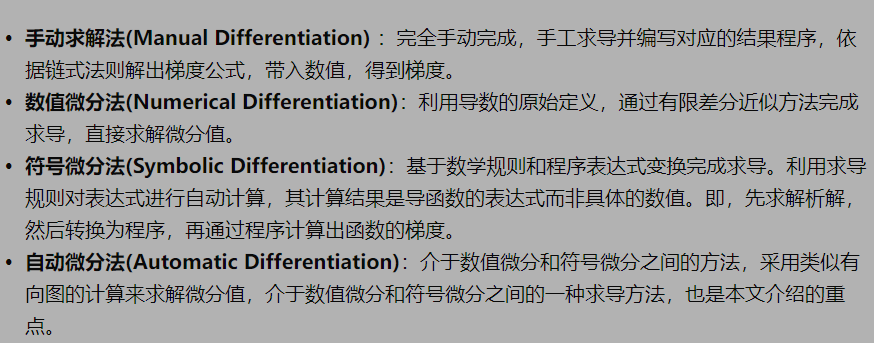 • 手动求解法(Manual Differentiation) ：完全手动完成，手工求导并编写对应的结果程序，依
据链式法则解出梯度公式，带入数值，得到梯度。
• 数值微分法(Numerical Differentiation)：利用导数的原始定义，通过有限差分近似方法完成
求导，直接求解微分值。
• 符号微分法(Symbolic Differentiation)：基于数学规则和程序表达式变换完成求导。利用求导
规则对表达式进行自动计算，其计算结果是导函数的表达式而非具体的数值。即，先求解析解，
然后转换为程序，再通过程序计算出函数的梯度。
• 自动微分法(Automatic Differentiation)：介于数值微分和符号微分之间的方法，采用类似有
向图的计算来求解微分值，介于数值微分和符号微分之间的一种求导方法，也是本文介绍的重
点。